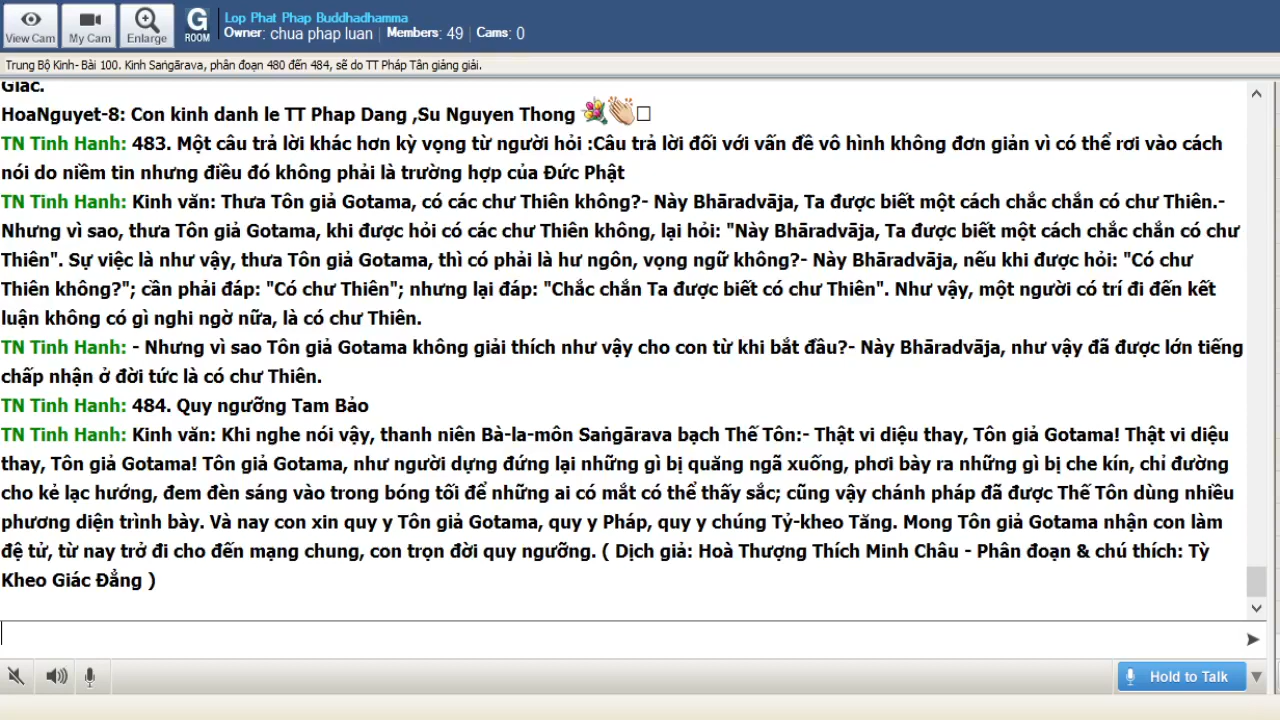 View Cam
My Cam
Enlarge
G
ROOM
Lop Phat Phap Buddhadhamma
Owner: chua phap luan | Members: 49 | Cams: 0
Trung Bộ Kinh- Bài 100. Kinh Saṅgārava, phân đoạn 480 đến 484, sẽ do TT Pháp Tân giảng giải.
Giác.
HoaNguyet-8: Con kinh danh le TT Phap Dang ,Su Nguyen Thong 💐👏□
TN Tinh Hanh: 483. Một câu trả lời khác hơn kỳ vọng từ người hỏi :Câu trả lời đối với vấn đề vô hình không đơn giản vì có thể rơi vào cách
nói do niềm tin nhưng điều đó không phải là trường hợp của Đức Phật
TN Tinh Hanh: Kinh văn: Thưa Tôn giả Gotama, có các chư Thiên không?- Này Bhāradvāja, Ta được biết một cách chắc chắn có chư Thiên.-
Nhưng vì sao, thưa Tôn giả Gotama, khi được hỏi có các chư Thiên không, lại hỏi: "Này Bhāradvāja, Ta được biết một cách chắc chắn có chư
Thiên". Sự việc là như vậy, thưa Tôn giả Gotama, thì có phải là hư ngôn, vọng ngữ không?- Này Bhāradvāja, nếu khi được hỏi: "Có chư
Thiên không?"; cần phải đáp: "Có chư Thiên"; nhưng lại đáp: "Chắc chắn Ta được biết có chư Thiên". Như vậy, một người có trí đi đến kết
luận không có gì nghi ngờ nữa, là có chư Thiên.
TN Tinh Hanh: - Nhưng vì sao Tôn giả Gotama không giải thích như vậy cho con từ khi bắt đầu?- Này Bhāradvāja, như vậy đã được lớn tiếng
chấp nhận ở đời tức là có chư Thiên.
TN Tinh Hanh: 484. Quy ngưỡng Tam Bảo
TN Tinh Hanh: Kinh văn: Khi nghe nói vậy, thanh niên Bà-la-môn Saṅgārava bạch Thế Tôn:- Thật vi diệu thay, Tôn giả Gotama! Thật vi diệu
thay, Tôn giả Gotama! Tôn giả Gotama, như người dựng đứng lại những gì bị quăng ngã xuống, phơi bày ra những gì bị che kín, chỉ đường
cho kẻ lạc hướng, đem đèn sáng vào trong bóng tối để những ai có mắt có thể thấy sắc; cũng vậy chánh pháp đã được Thế Tôn dùng nhiều
phương diện trình bày. Và nay con xin quy y Tôn giả Gotama, quy y Pháp, quy y chúng Tỷ-kheo Tăng. Mong Tôn giả Gotama nhận con làm
đệ tử, từ nay trở đi cho đến mạng chung, con trọn đời quy ngưỡng. ( Dịch giả: Hoà Thượng Thích Minh Châu - Phân đoạn & chú thích: Tỳ
Kheo Giác Đẳng )
Hold to Talk